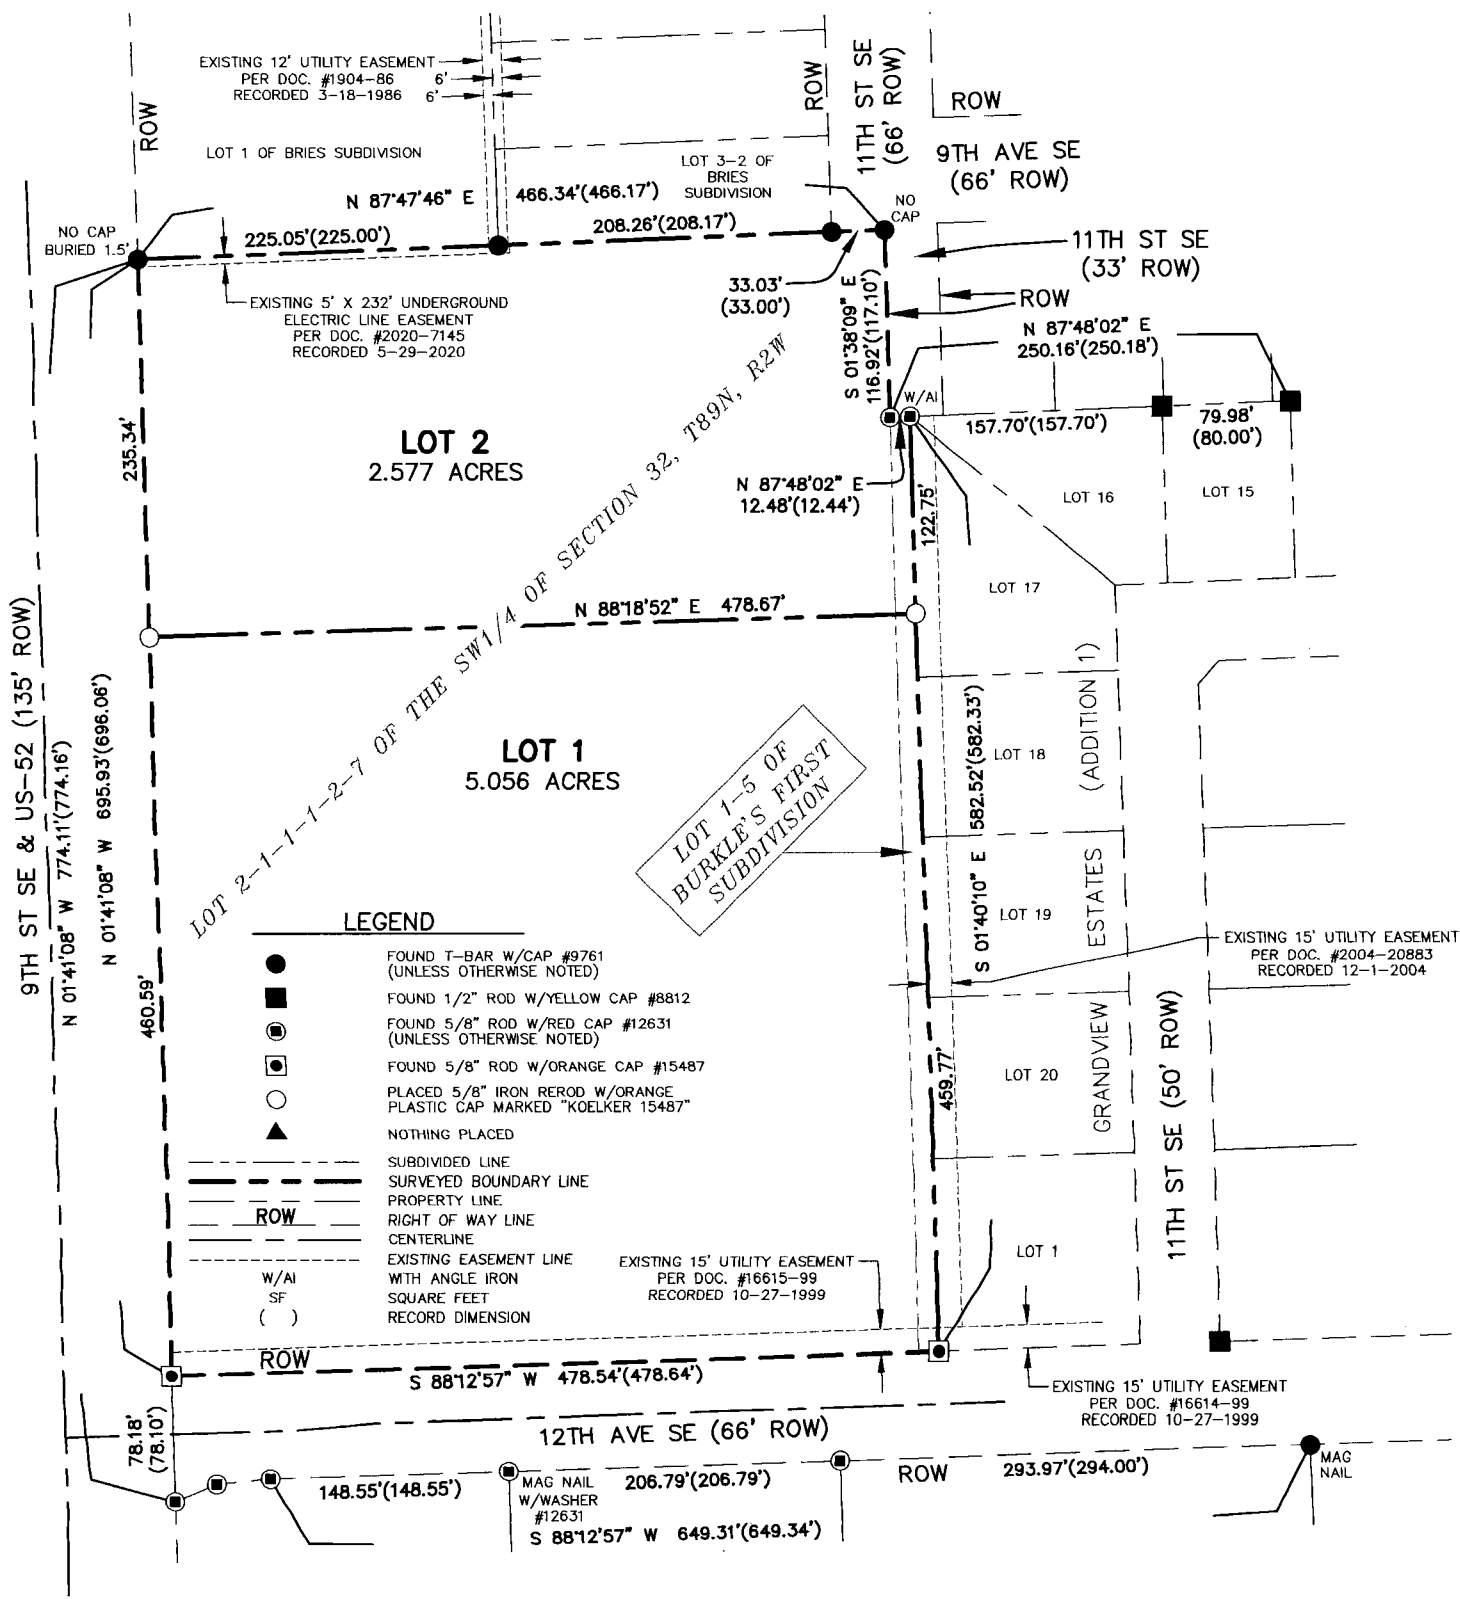 EXISTING 12' UTILITY EASEMENT
PER DOC. #1904-86
RECORDED 3-18-1986
6'
6'
ROW
LOT 1 OF BRIES SUBDIVISION
ROW
11TH ST SE
(66' ROW)
ROW
9TH AVE SE
(66' ROW)
LOT 3-2 OF
BRIES
SUBDIVISION
N 87°47'46" E 466.34'(466.17')
NO CAP
BURIED 1.5'
225.05'(225.00')
208.26'(208.17')
NO
CAP
33.03'
(33.00')
11TH ST SE
(33' ROW)
ROW
EXISTING 5' X 232' UNDERGROUND
ELECTRIC LINE EASEMENT
PER DOC. #2020-7145
RECORDED 5-29-2020
S 01°38'09" E
116.92'(117.10')
N 87°48'02" E
250.16'(250.18')
W/AI
157.70'(157.70')
79.98'
(80.00')
235.34'
LOT 2
2.577 ACRES
N 87°48'02" E
12.48'(12.44')
122.75'
LOT 16
LOT 15
LOT 17
N 88°18'52" E 478.67'
LOT 2-1-1-1-2-7 OF THE SW1/4 OF SECTION 32, T89N, R2W
9TH ST SE & US-52 (135' ROW)
N 01°41'08" W 774.11'(774.16')
N 01°41'08" W 695.93'(696.06')
460.59'
LOT 1
5.056 ACRES
LOT 1-5 OF
BURKLE'S FIRST
SUBDIVISION
S 01°40'10" E 582.52'(582.33')
LOT 18
LOT 19
GRANDVIEW ESTATES (ADDITION 1)
EXISTING 15' UTILITY EASEMENT
PER DOC. #2004-20883
RECORDED 12-1-2004
459.77'
LOT 20
11TH ST SE (50' ROW)
LOT 1
LEGEND
FOUND T-BAR W/CAP #9761
(UNLESS OTHERWISE NOTED)
FOUND 1/2" ROD W/YELLOW CAP #8812
FOUND 5/8" ROD W/RED CAP #12631
(UNLESS OTHERWISE NOTED)
FOUND 5/8" ROD W/ORANGE CAP #15487
PLACED 5/8" IRON REROD W/ORANGE
PLASTIC CAP MARKED "KOELKER 15487"
NOTHING PLACED
SUBDIVIDED LINE
SURVEYED BOUNDARY LINE
PROPERTY LINE
ROW RIGHT OF WAY LINE
CENTERLINE
EXISTING EASEMENT LINE
W/AI WITH ANGLE IRON
SF SQUARE FEET
( ) RECORD DIMENSION
EXISTING 15' UTILITY EASEMENT
PER DOC. #16615-99
RECORDED 10-27-1999
ROW
S 88°12'57" W 478.54'(478.64')
EXISTING 15' UTILITY EASEMENT
PER DOC. #16614-99
RECORDED 10-27-1999
78.18'
(78.10')
12TH AVE SE (66' ROW)
148.55'(148.55')
MAG NAIL
W/WASHER
#12631
206.79'(206.79')
ROW
293.97'(294.00')
MAG
NAIL
S 88°12'57" W 649.31'(649.34')